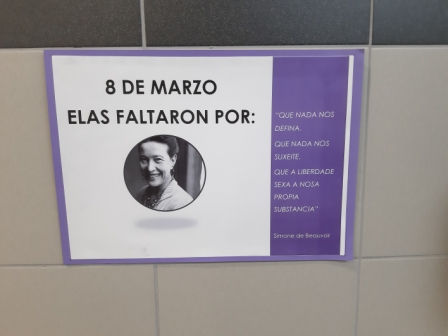 8 DE MARZO
ELAS FALTARON POR:
"QUE NADA NOS
DEFINA.
QUE NADA NOS
SUXEITE.
QUE A LIBERDADE
SEXA A NOSA
PROPIA
SUBSTANCIA"
Simone de Beauvoir